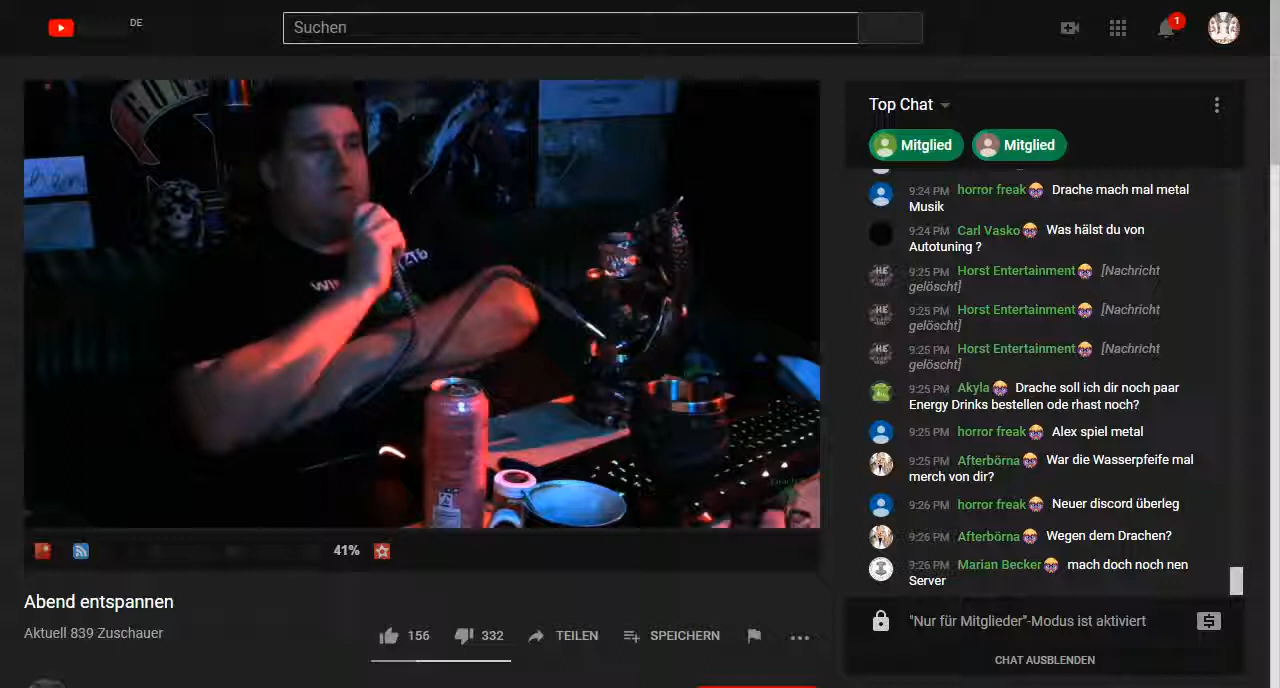 DE
Suchen
1
41%
Abend entspannen
Aktuell 839 Zuschauer
156
332
TEILEN
SPEICHERN
Top Chat
Mitglied
Mitglied
9:24 PM horror freak Drache mach mal metal
Musik
9:24 PM Carl Vasko Was hälst du von
Autotuning ?
9:25 PM Horst Entertainment [Nachricht
gelöscht]
9:25 PM Horst Entertainment [Nachricht
gelöscht]
9:25 PM Horst Entertainment [Nachricht
gelöscht]
9:25 PM Akyla Drache soll ich dir noch paar
Energy Drinks bestellen ode rhast noch?
9:25 PM horror freak Alex spiel metal
9:25 PM Afterbörna War die Wasserpfeife mal
merch von dir?
9:26 PM horror freak Neuer discord überleg
9:26 PM Afterbörna Wegen dem Drachen?
9:26 PM Marian Becker mach doch noch nen
Server
"Nur für Mitglieder"-Modus ist aktiviert
CHAT AUSBLENDEN